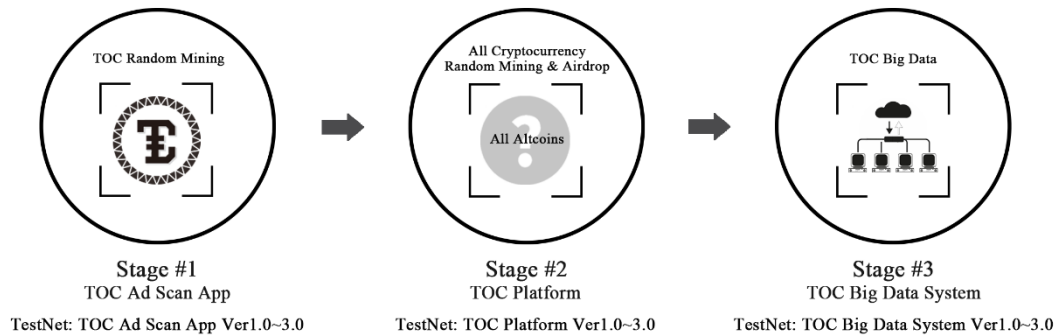 TOC Random Mining
Stage #1
TOC Ad Scan App
TestNet: TOC Ad Scan App Ver1.0~3.0
All Cryptocurrency
Random Mining & Airdrop
?
All Altcoins
Stage #2
TOC Platform
TestNet: TOC Platform Ver1.0~3.0
TOC Big Data
Stage #3
TOC Big Data System
TestNet: TOC Big Data System Ver1.0~3.0